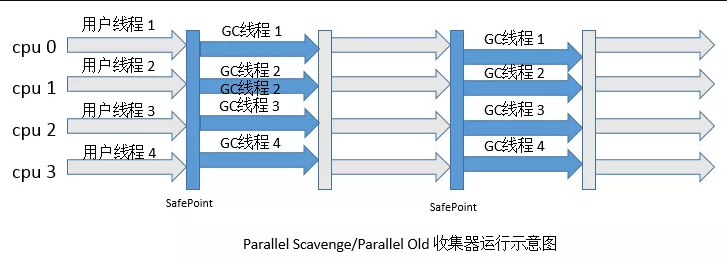 用户线程 1
GC线程 1
GC线程 1
cpu 0
用户线程 2
GC线程 2
GC线程 2
cpu 1
GC线程 2
用户线程 3
GC线程 3
GC线程 3
cpu 2
用户线程 4
GC线程 4
GC线程 4
cpu 3
SafePoint
SafePoint
Parallel Scavenge/Parallel Old 收集器运行示意图